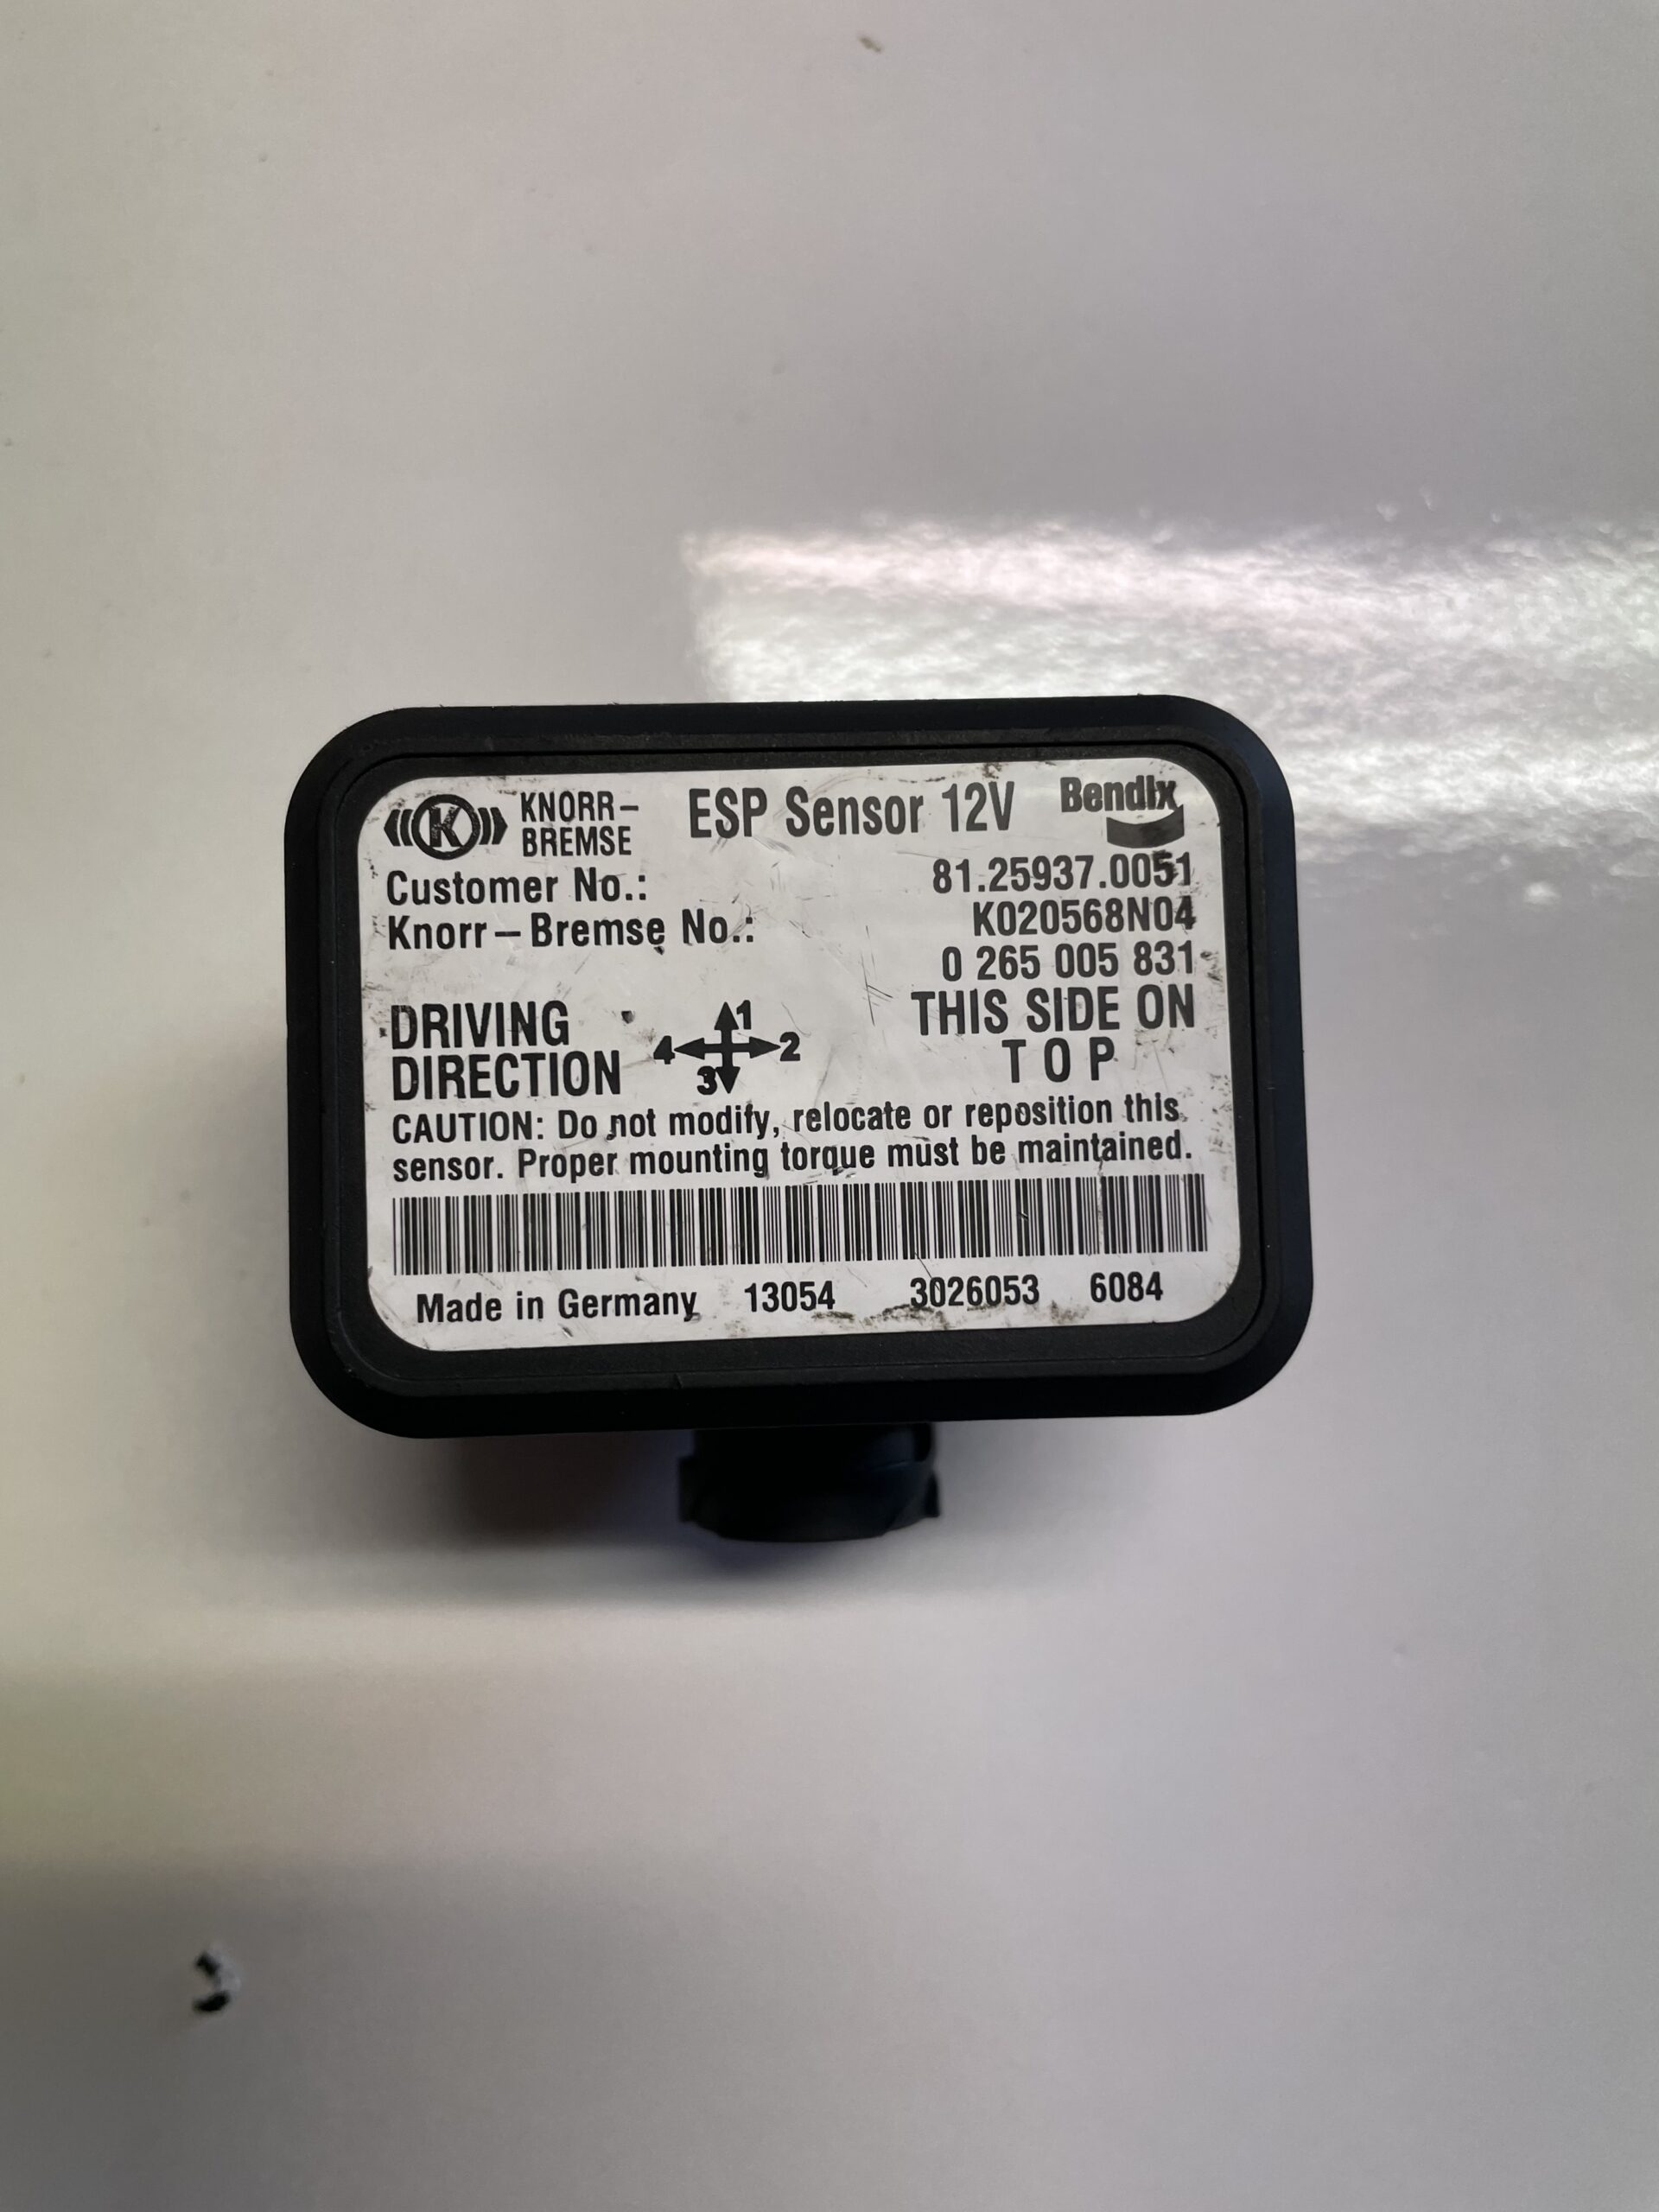 KNORR-
BREMSE
ESP Sensor 12V
Bendix
Customer No.: 81.25937.0051
Knorr-Bremse No.: K020568N04
0 265 005 831
DRIVING
DIRECTION
1
4 2
3
THIS SIDE ON
TOP
CAUTION: Do not modify, relocate or reposition this
sensor. Proper mounting torque must be maintained.
Made in Germany 13054 3026053 6084